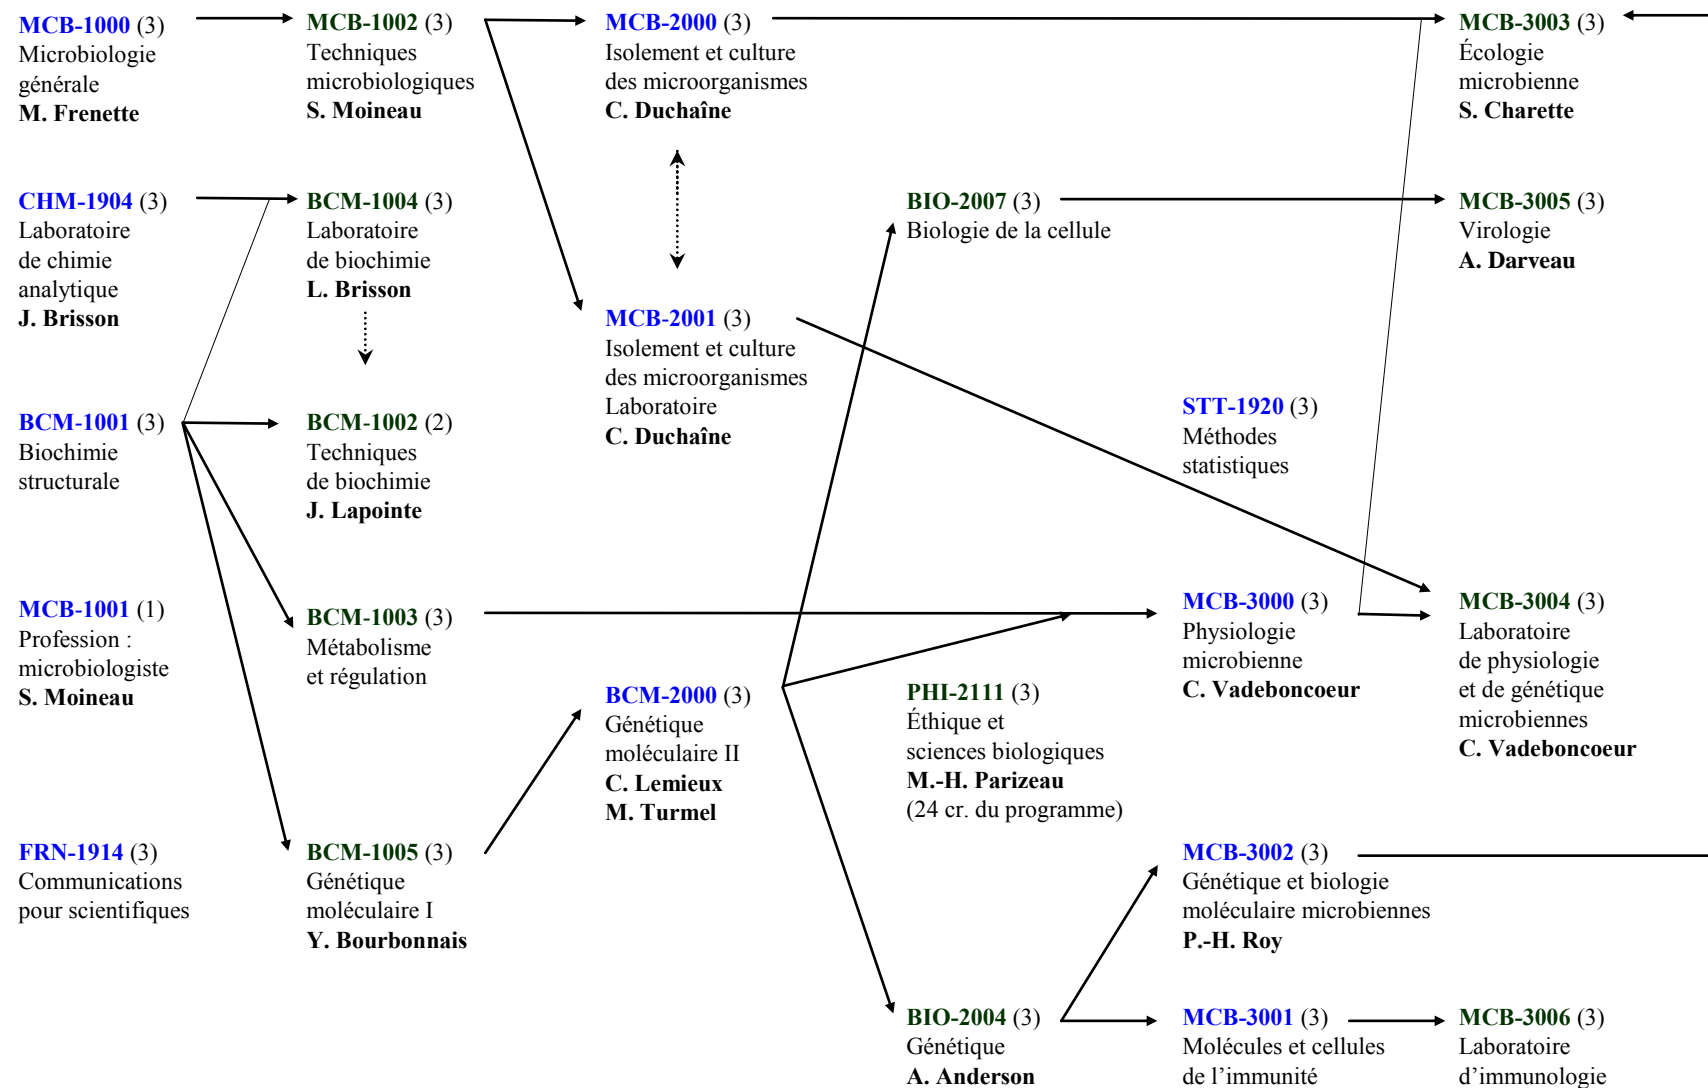 MCB-1000 (3)
Microbiologie
générale
M. Frenette
MCB-1002 (3)
Techniques
microbiologiques
S. Moineau
MCB-2000 (3)
Isolement et culture
des microorganismes
C. Duchaîne
MCB-3003 (3)
Écologie
microbienne
S. Charette
CHM-1904 (3)
Laboratoire
de chimie
analytique
J. Brisson
BCM-1004 (3)
Laboratoire
de biochimie
L. Brisson
BIO-2007 (3)
Biologie de la cellule
MCB-3005 (3)
Virologie
A. Darveau
MCB-2001 (3)
Isolement et culture
des microorganismes
Laboratoire
C. Duchaîne
BCM-1001 (3)
Biochimie
structurale
BCM-1002 (2)
Techniques
de biochimie
J. Lapointe
STT-1920 (3)
Méthodes
statistiques
MCB-1001 (1)
Profession :
microbiologiste
S. Moineau
BCM-1003 (3)
Métabolisme
et régulation
MCB-3000 (3)
Physiologie
microbienne
C. Vadeboncoeur
MCB-3004 (3)
Laboratoire
de physiologie
et de génétique
microbiennes
C. Vadeboncoeur
BCM-2000 (3)
Génétique
moléculaire II
C. Lemieux
M. Turmel
PHI-2111 (3)
Éthique et
sciences biologiques
M.-H. Parizeau
(24 cr. du programme)
FRN-1914 (3)
Communications
pour scientifiques
BCM-1005 (3)
Génétique
moléculaire I
Y. Bourbonnais
MCB-3002 (3)
Génétique et biologie
moléculaire microbiennes
P.-H. Roy
BIO-2004 (3)
Génétique
A. Anderson
MCB-3001 (3)
Molécules et cellules
de l’immunité
MCB-3006 (3)
Laboratoire
d’immunologie